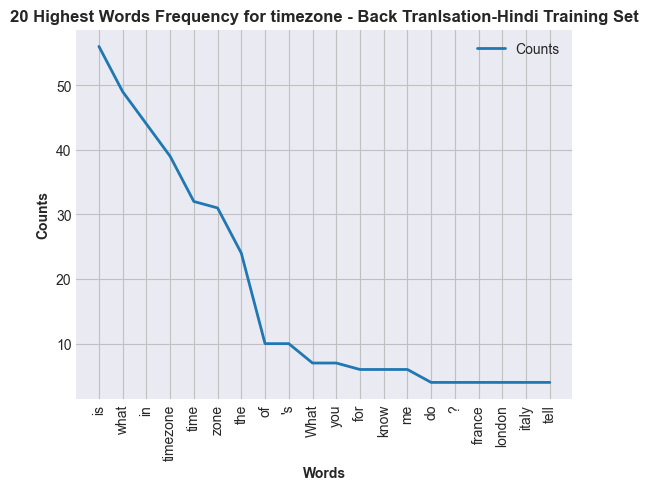 20 Highest Words Frequency for timezone - Back Tranlsation-Hindi Training Set
Counts
50
40
30
20
10
Counts
is
what
in
timezone
time
zone
the
of
's
What
you
for
know
me
do
?
france
london
italy
tell
Words